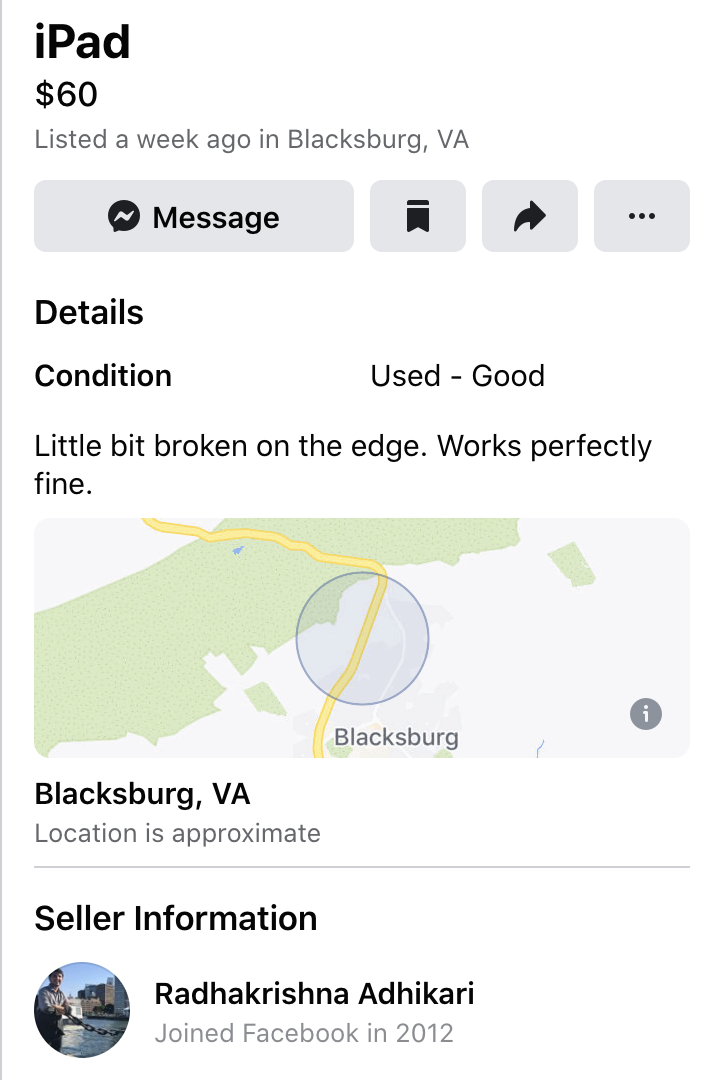 iPad
$60
Listed a week ago in Blacksburg, VA
Message
Details
Condition Used - Good
Little bit broken on the edge. Works perfectly
fine.
Blacksburg
Blacksburg, VA
Location is approximate
Seller Information
Radhakrishna Adhikari
Joined Facebook in 2012